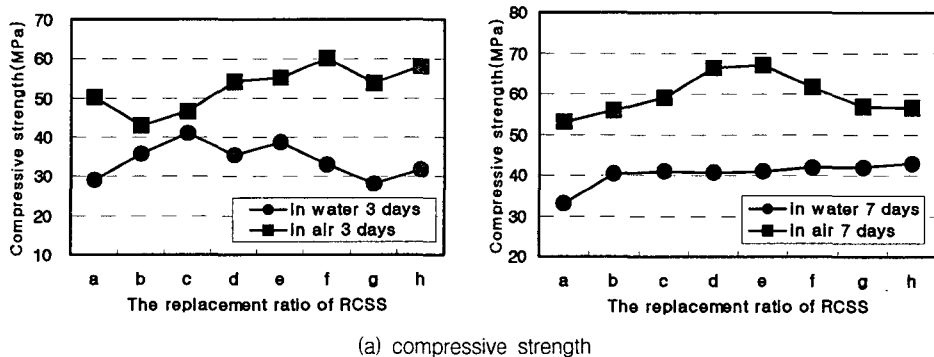 70
60
50
40
30
20
10
Compressive strength(MPa)
in water 3 days
in air 3 days
a b c d e f g h
The replacement ratio of RCSS
80
70
60
50
40
30
20
Compressive strength(MPa)
in water 7 days
in air 7 days
a b c d e f g h
The replacement ratio of RCSS
(a) compressive strength